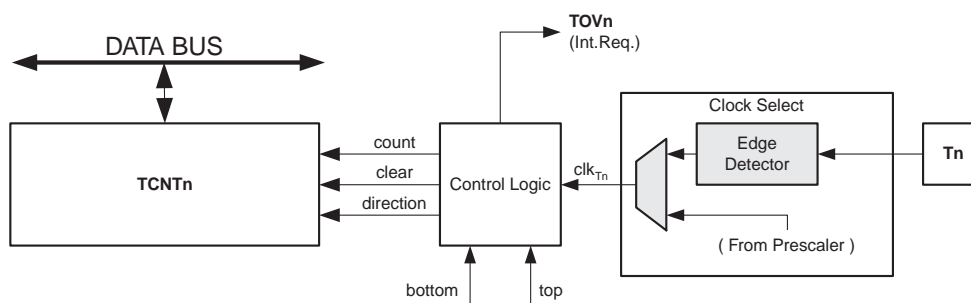 TOVn
(Int.Req.)
DATA BUS
Clock Select
count
Edge
Detector
Tn
TCNTn
clear
Control Logic
clkTn
direction
( From Prescaler )
bottom
top